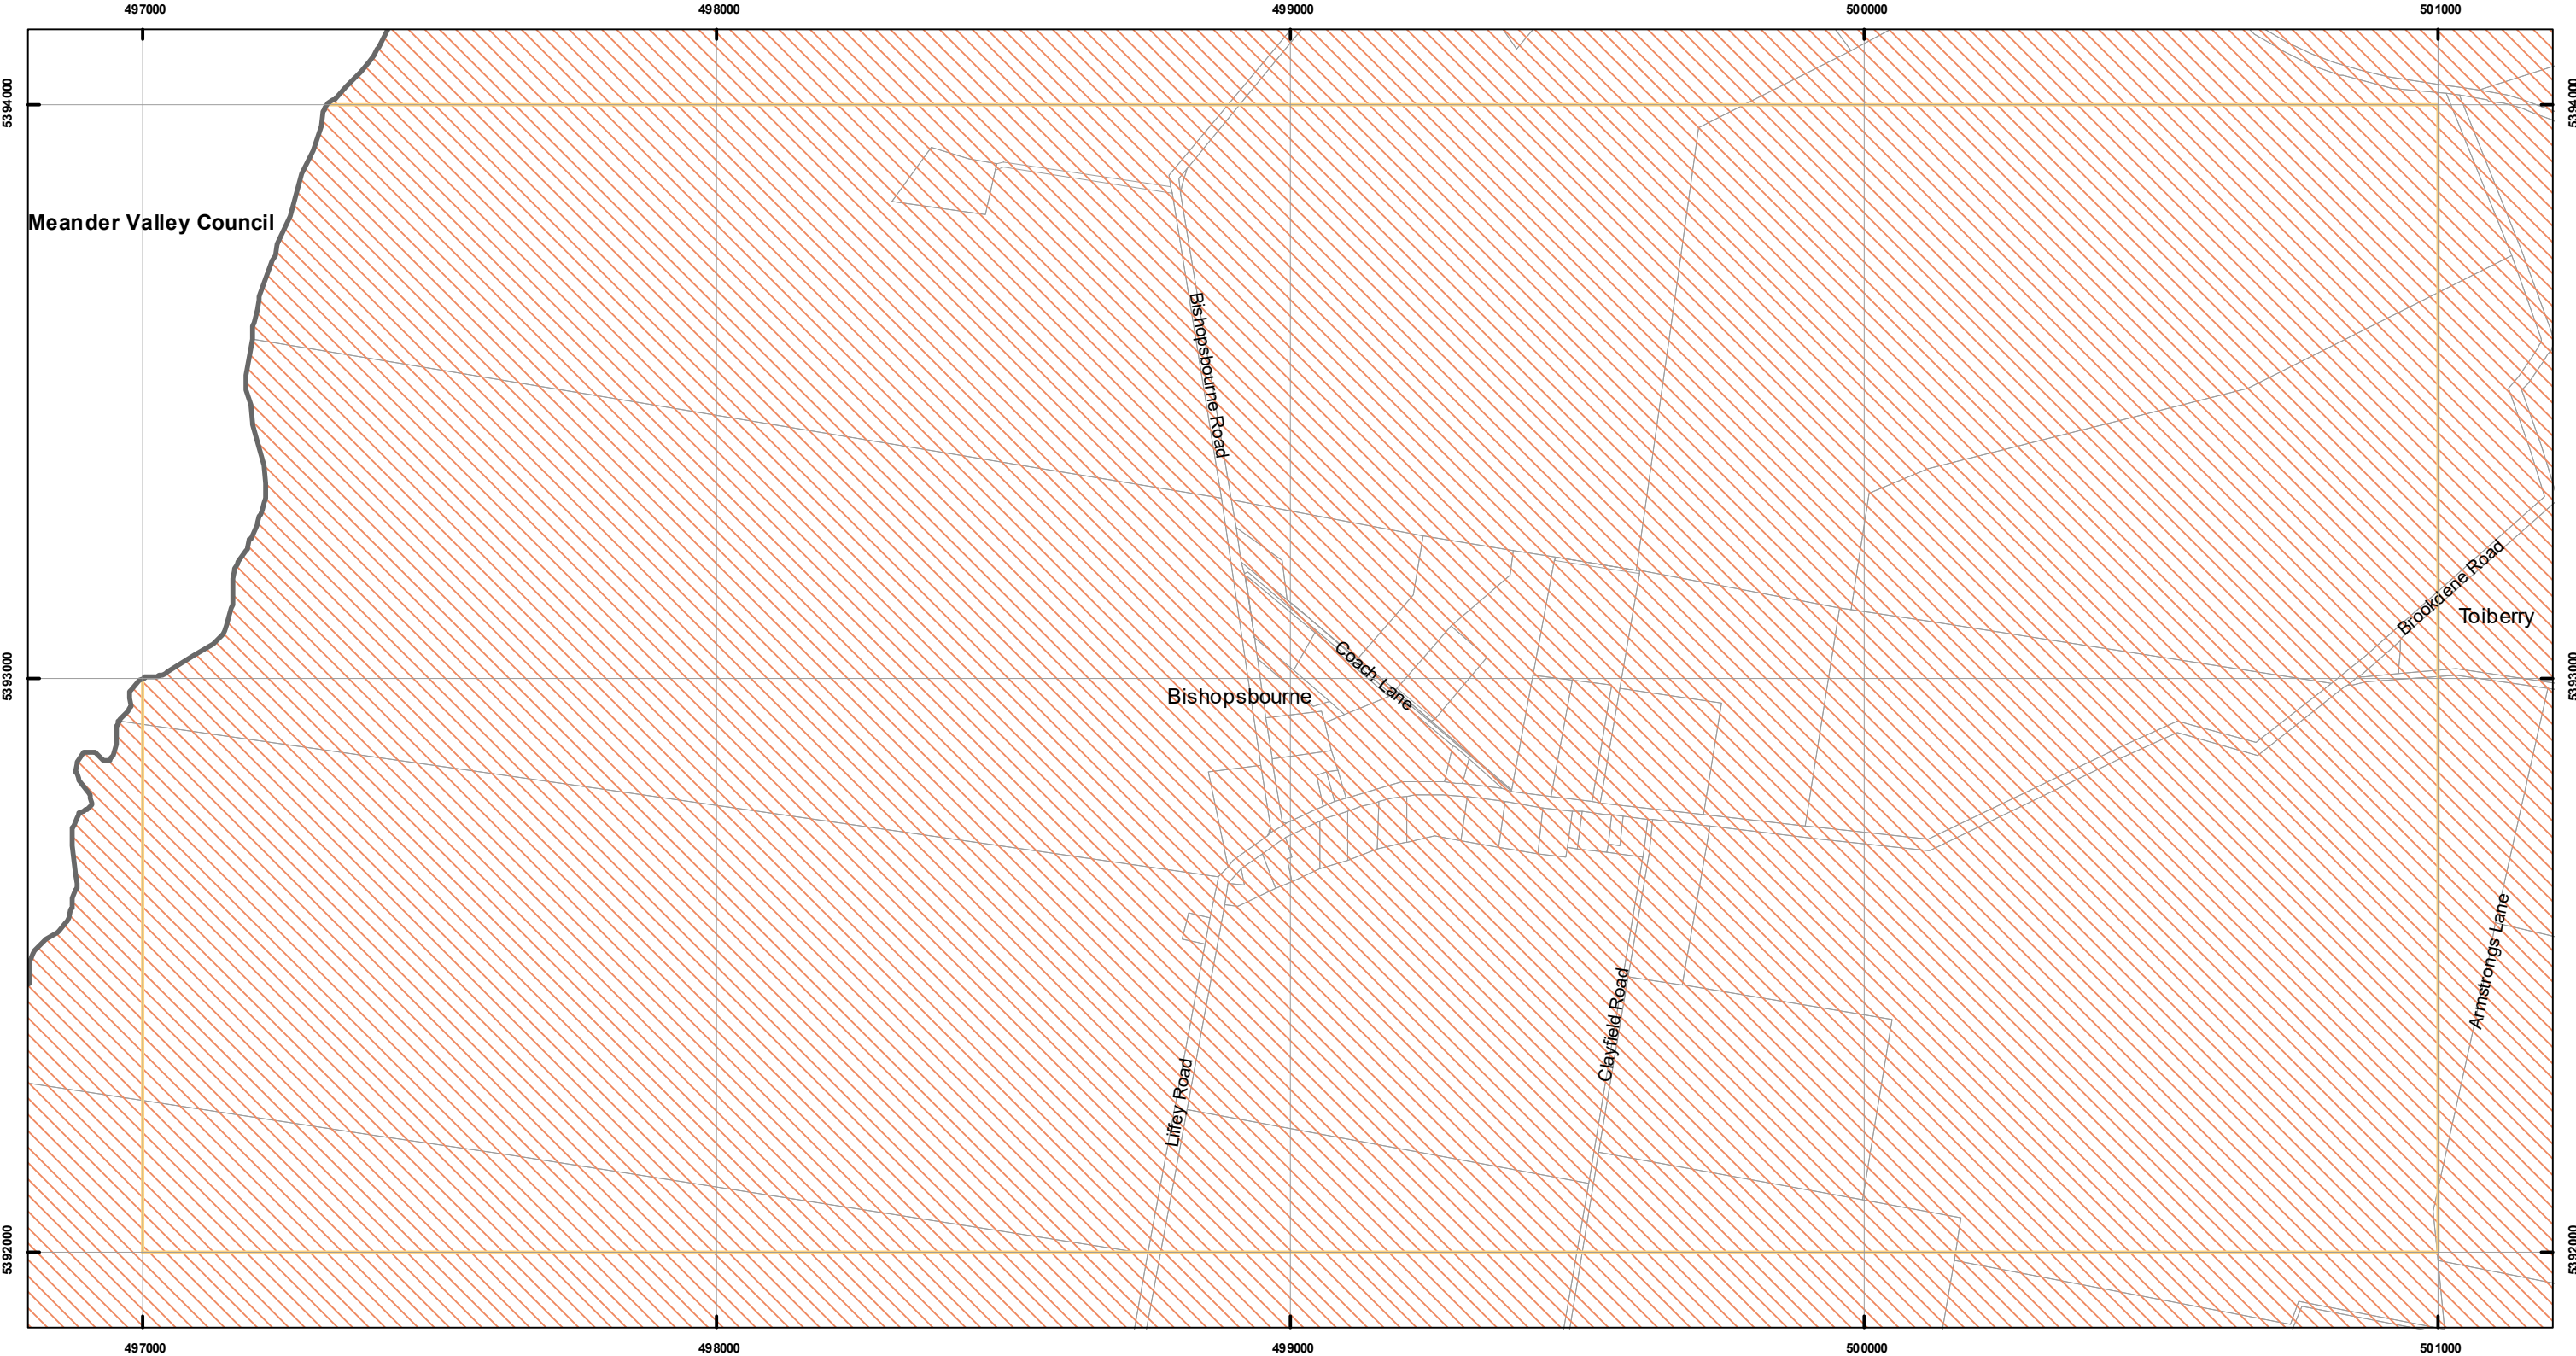 497000
498000
499000
500000
501000
5394000
5394000
Meander Valley Council
Bishopsbourne Road
Brookdene Road
Toiberry
Coach Lane
5393000
5393000
Bishopsbourne
Armstrongs Lane
Clayfield Road
Liffey Road
5392000
5392000
497000
498000
499000
500000
501000